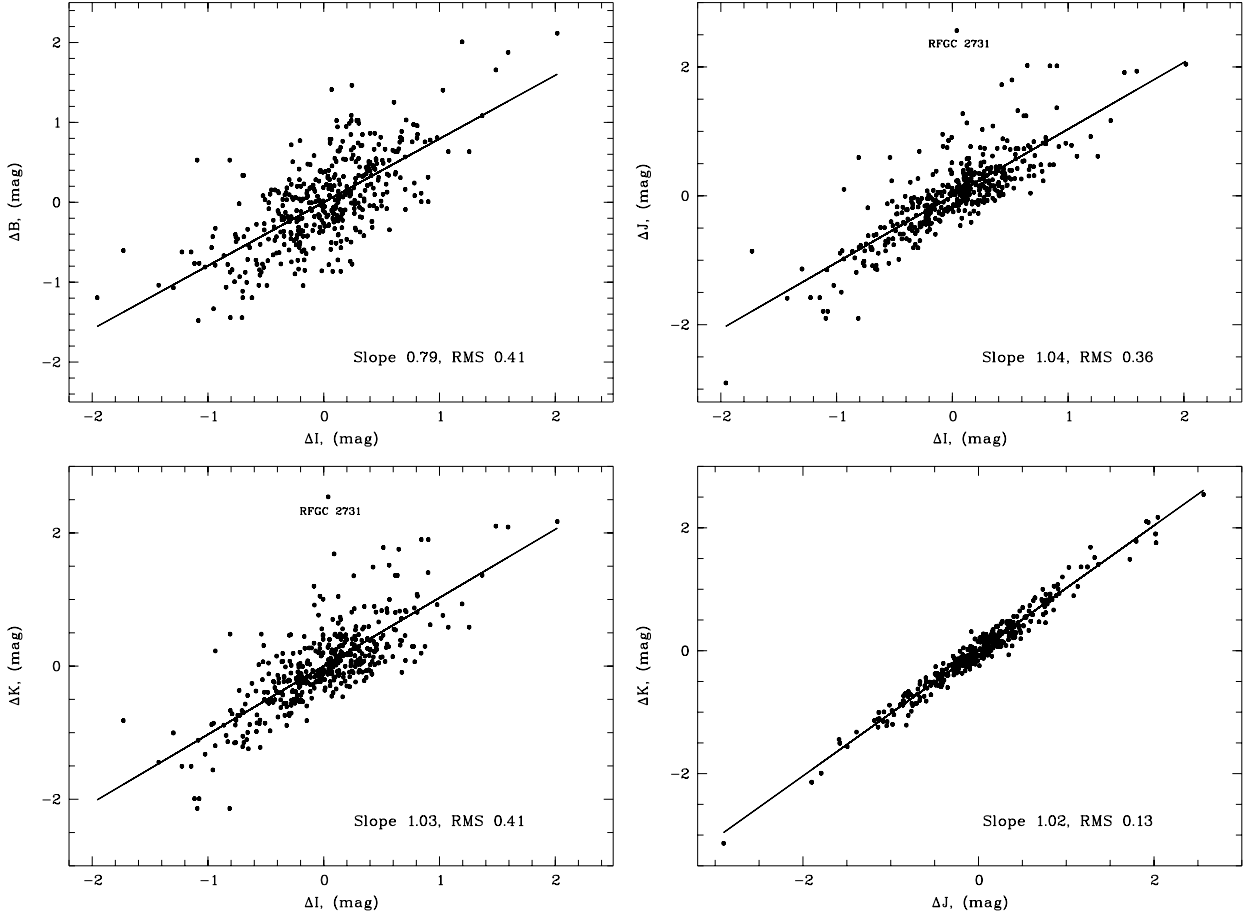 2
1
0
−1
−2
ΔB, (mag)
Slope 0.79, RMS 0.41
−2 −1 0 1 2
ΔI, (mag)
2
0
−2
ΔJ, (mag)
RFGC 2731
Slope 1.04, RMS 0.36
−2 −1 0 1 2
ΔI, (mag)
2
0
−2
ΔK, (mag)
RFGC 2731
Slope 1.03, RMS 0.41
−2 −1 0 1 2
ΔI, (mag)
2
0
−2
ΔK, (mag)
Slope 1.02, RMS 0.13
−2 0 2
ΔJ, (mag)